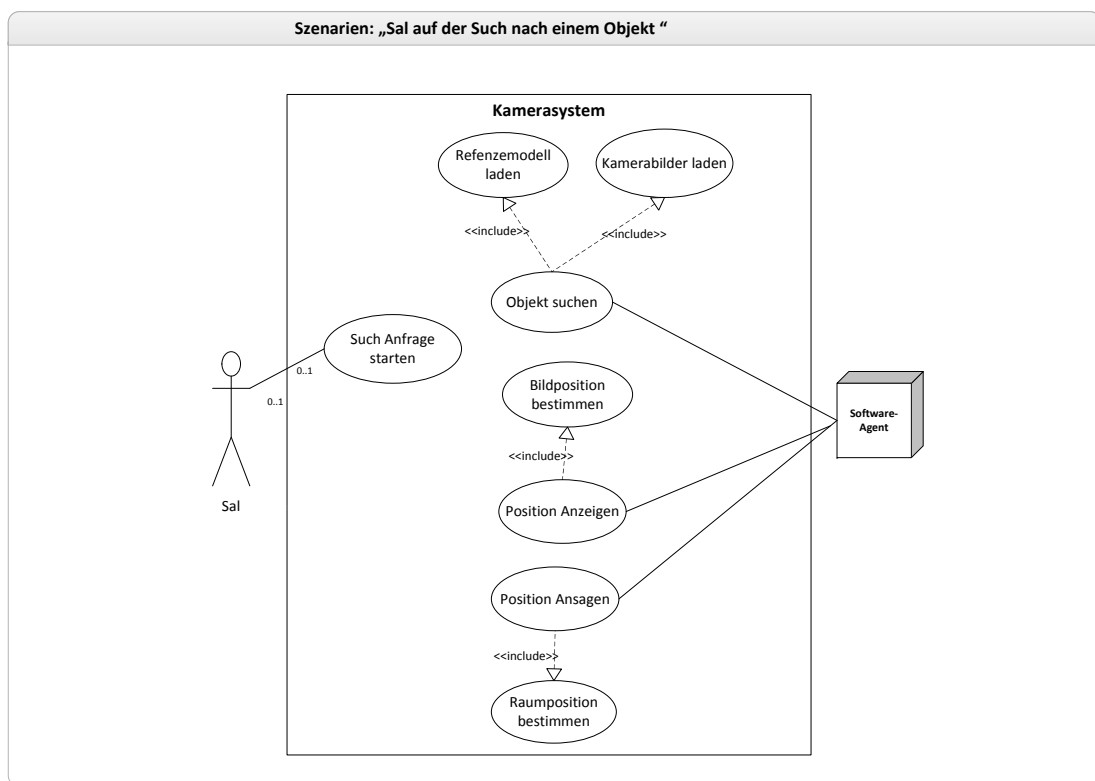 Szenarien: „Sal auf der Such nach einem Objekt “
Kamerasystem
Refenzemodell
laden
Kamerabilder laden
<<include>>
<<include>>
Objekt suchen
Such Anfrage
starten
0..1
0..1
Sal
Bildposition
bestimmen
Software-
Agent
<<include>>
Position Anzeigen
Position Ansagen
<<include>>
Raumposition
bestimmen